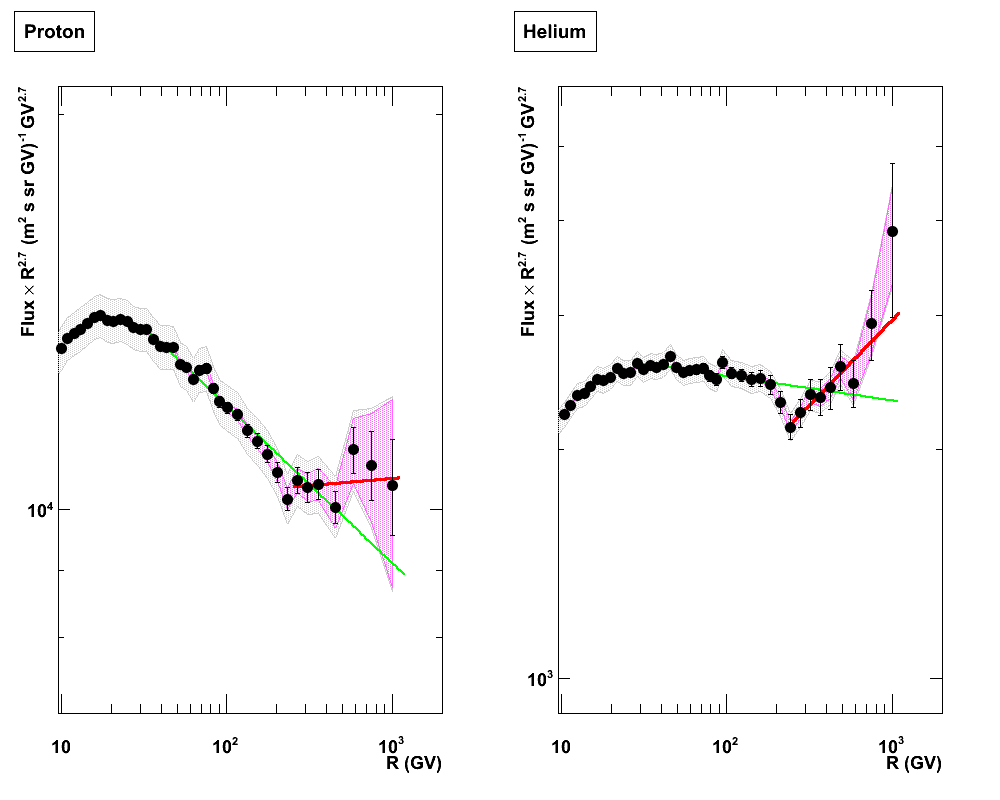 Proton
Flux × R^2.7 (m^2 s sr GV)^-1 GV^2.7
10^4
10
10^2
10^3
R (GV)
Helium
Flux × R^2.7 (m^2 s sr GV)^-1 GV^2.7
10^3
10
10^2
10^3
R (GV)